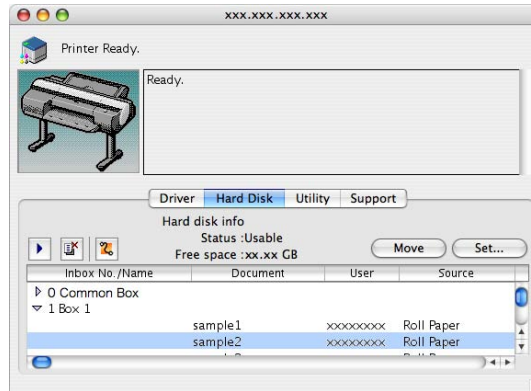 xxx.xxx.xxx.xxx
Printer Ready.
Ready.
Driver Hard Disk Utility Support
Hard disk info
Status :Usable
Free space :xx.xx GB
Move Set...
Inbox No./Name Document User Source
0 Common Box
1 Box 1
sample1 xxxxxxxx Roll Paper
sample2 xxxxxxxx Roll Paper